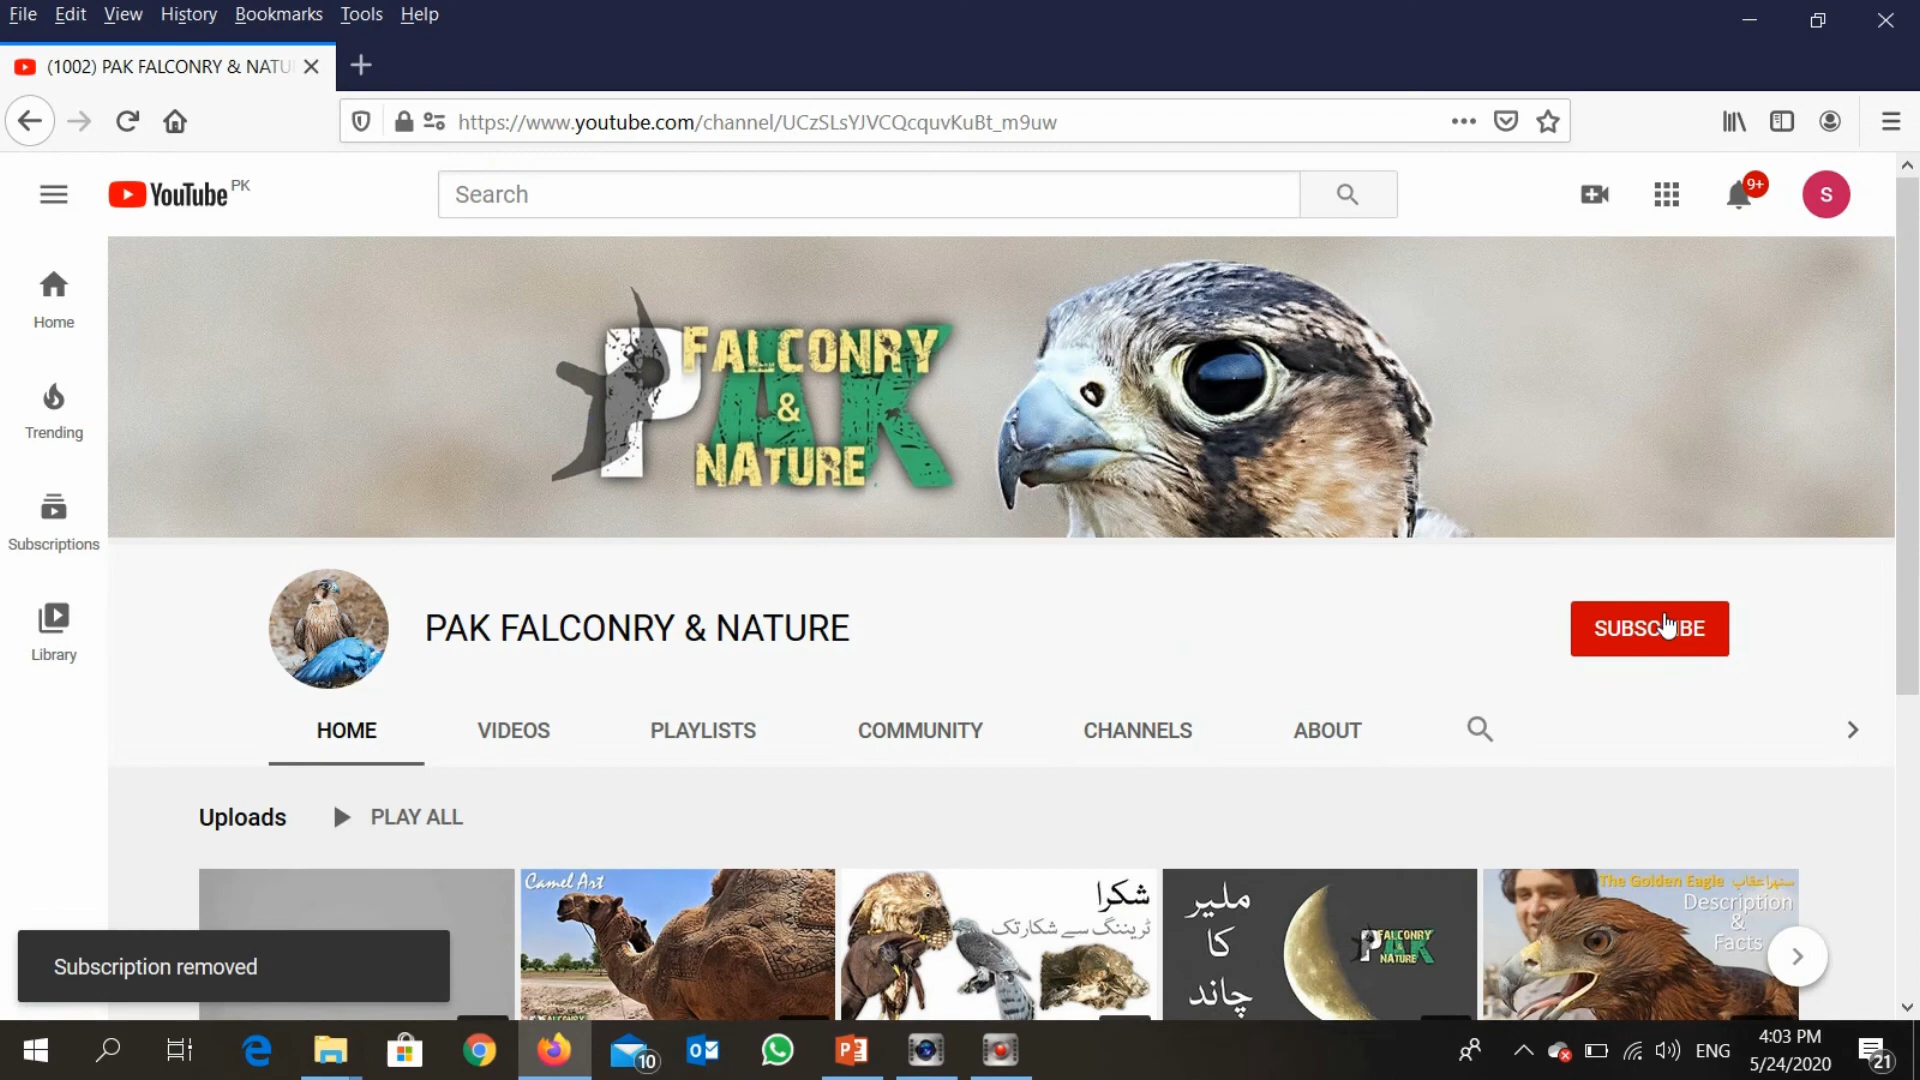 File Edit View History Bookmarks Tools Help
(1002) PAK FALCONRY & NATU
https://www.youtube.com/channel/UCzSLsYJVCQcquvKuBt_m9uw
YouTube PK
Search
9+
S
Home
Trending
Subscriptions
Library
FALCONRY
PAK
&
NATURE
PAK FALCONRY & NATURE
SUBSCRIBE
HOME VIDEOS PLAYLISTS COMMUNITY CHANNELS ABOUT
Uploads PLAY ALL
Camel Art
شکرا
ٹریننگ سے شکار تک
ملیر
کا
چاند
FALCONRY
PAK
NATURE
The Golden Eagle سنہرا عقاب
Description
&
Facts
Subscription removed
10
ENG
4:03 PM
5/24/2020
21